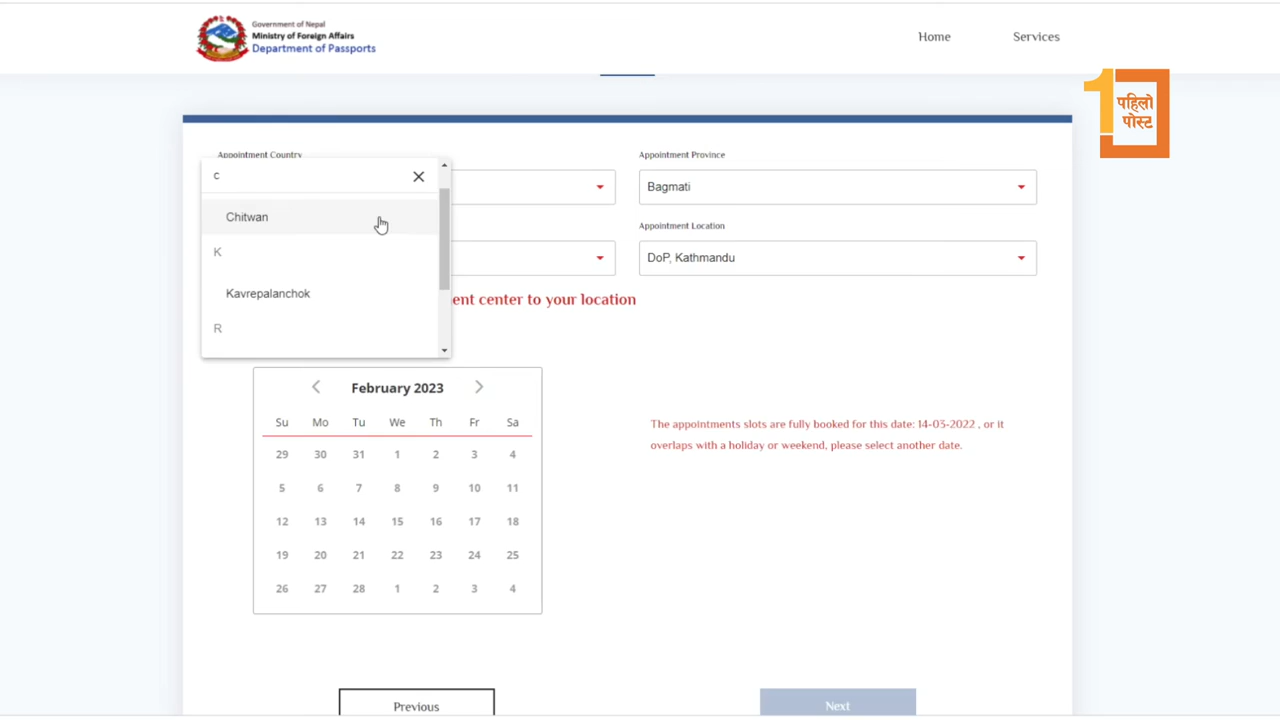 Government of Nepal
Ministry of Foreign Affairs
Department of Passports
Home
Services
पहिलो
पोस्ट
Appointment Country
Appointment Province
c
Bagmati
Chitwan
Appointment Location
K
DoP, Kathmandu
Kavrepalanchok
ent center to your location
R
February 2023
Su Mo Tu We Th Fr Sa
29 30 31 1 2 3 4
5 6 7 8 9 10 11
12 13 14 15 16 17 18
19 20 21 22 23 24 25
26 27 28 1 2 3 4
The appointments slots are fully booked for this date: 14-03-2022 , or it
overlaps with a holiday or weekend, please select another date.
Previous
Next